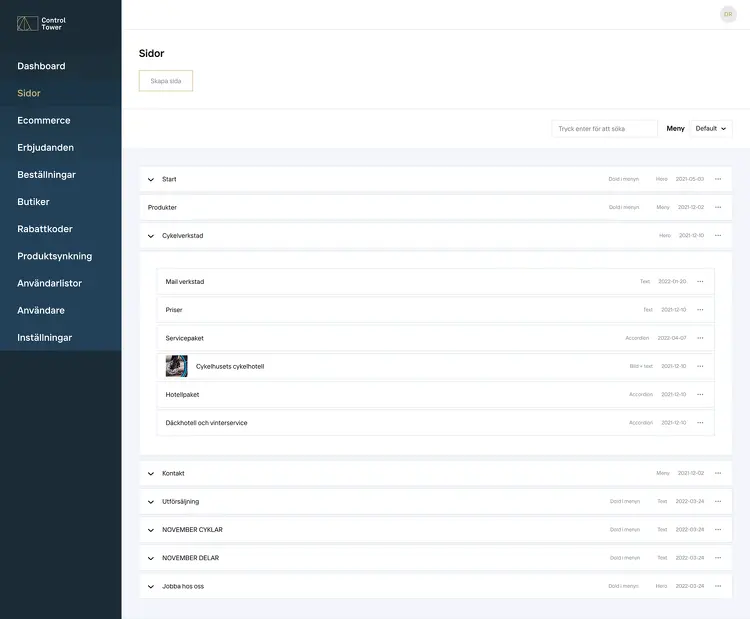 Control
Tower
DR
Dashboard
Sidor
Ecommerce
Erbjudanden
Beställningar
Butiker
Rabattkoder
Produktsynkning
Användarlistor
Användare
Inställningar
Sidor
Skapa sida
Tryck enter för att söka Meny Default
Start Dold i menyn Hero 2021-05-03
Produkter Dold i menyn Meny 2021-12-02
Cykelverkstad Hero 2021-12-10
Mail verkstad Text 2022-01-20
Priser Text 2021-12-10
Servicepaket Accordion 2022-04-07
Cykelhusets cykelhotell Bild + text 2021-12-10
Hotellpaket Accordion 2021-12-10
Däckhotell och vinterservice Accordion 2021-12-10
Kontakt Meny 2021-12-02
Utförsäljning Dold i menyn Text 2022-03-24
NOVEMBER CYKLAR Dold i menyn Text 2022-03-24
NOVEMBER DELAR Dold i menyn Text 2022-03-24
Jobba hos oss Dold i menyn Hero 2022-03-24